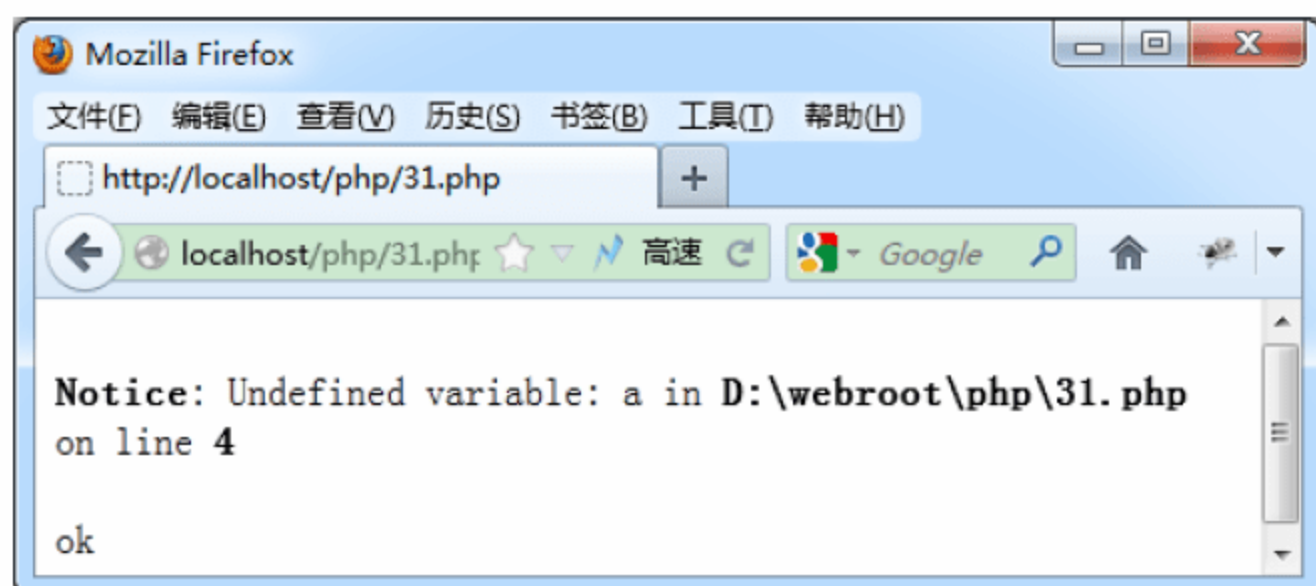 Mozilla Firefox
文件(F) 编辑(E) 查看(V) 历史(S) 书签(B) 工具(T) 帮助(H)
http://localhost/php/31.php
localhost/php/31.php 高速 Google
Notice: Undefined variable: a in D:\webroot\php\31.php
on line 4
ok